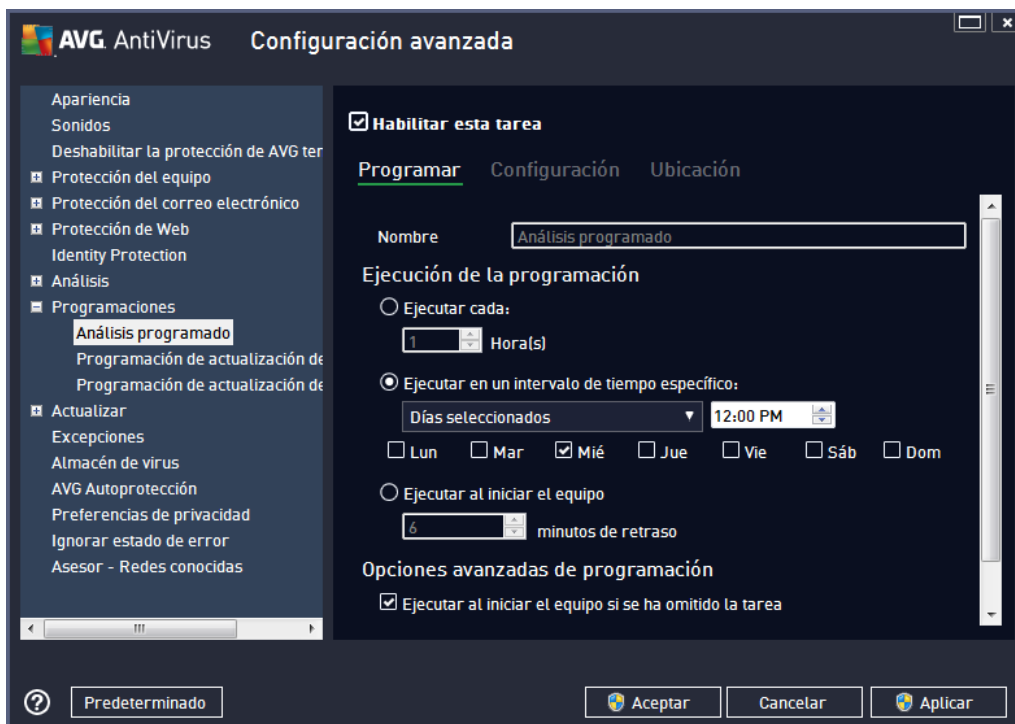 AVG. AntiVirus Configuración avanzada
Apariencia
Sonidos
Deshabilitar la protección de AVG ter
Protección del equipo
Protección del correo electrónico
Protección de Web
Identity Protection
Análisis
Programaciones
Análisis programado
Programación de actualización de
Programación de actualización de
Actualizar
Excepciones
Almacén de virus
AVG Autoprotección
Preferencias de privacidad
Ignorar estado de error
Asesor - Redes conocidas
Habilitar esta tarea
Programar Configuración Ubicación
Nombre Análisis programado
Ejecución de la programación
Ejecutar cada:
1 Hora(s)
Ejecutar en un intervalo de tiempo específico:
Días seleccionados 12:00 PM
Lun Mar Mié Jue Vie Sáb Dom
Ejecutar al iniciar el equipo
6 minutos de retraso
Opciones avanzadas de programación
Ejecutar al iniciar el equipo si se ha omitido la tarea
? Predeterminado Aceptar Cancelar Aplicar